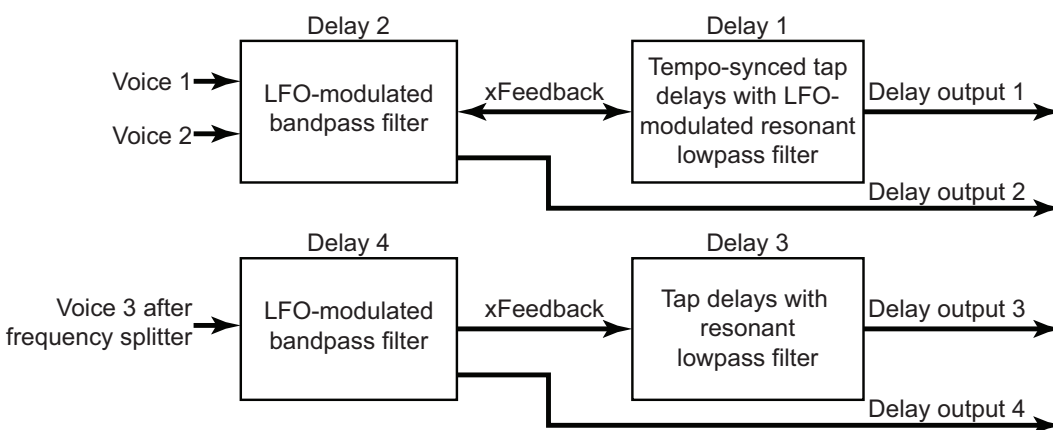 Delay 2
Delay 1
Voice 1
Voice 2
LFO-modulated
bandpass filter
xFeedback
Tempo-synced tap
delays with LFO-
modulated resonant
lowpass filter
Delay output 1
Delay output 2
Delay 4
Delay 3
Voice 3 after
frequency splitter
LFO-modulated
bandpass filter
xFeedback
Tap delays with
resonant
lowpass filter
Delay output 3
Delay output 4